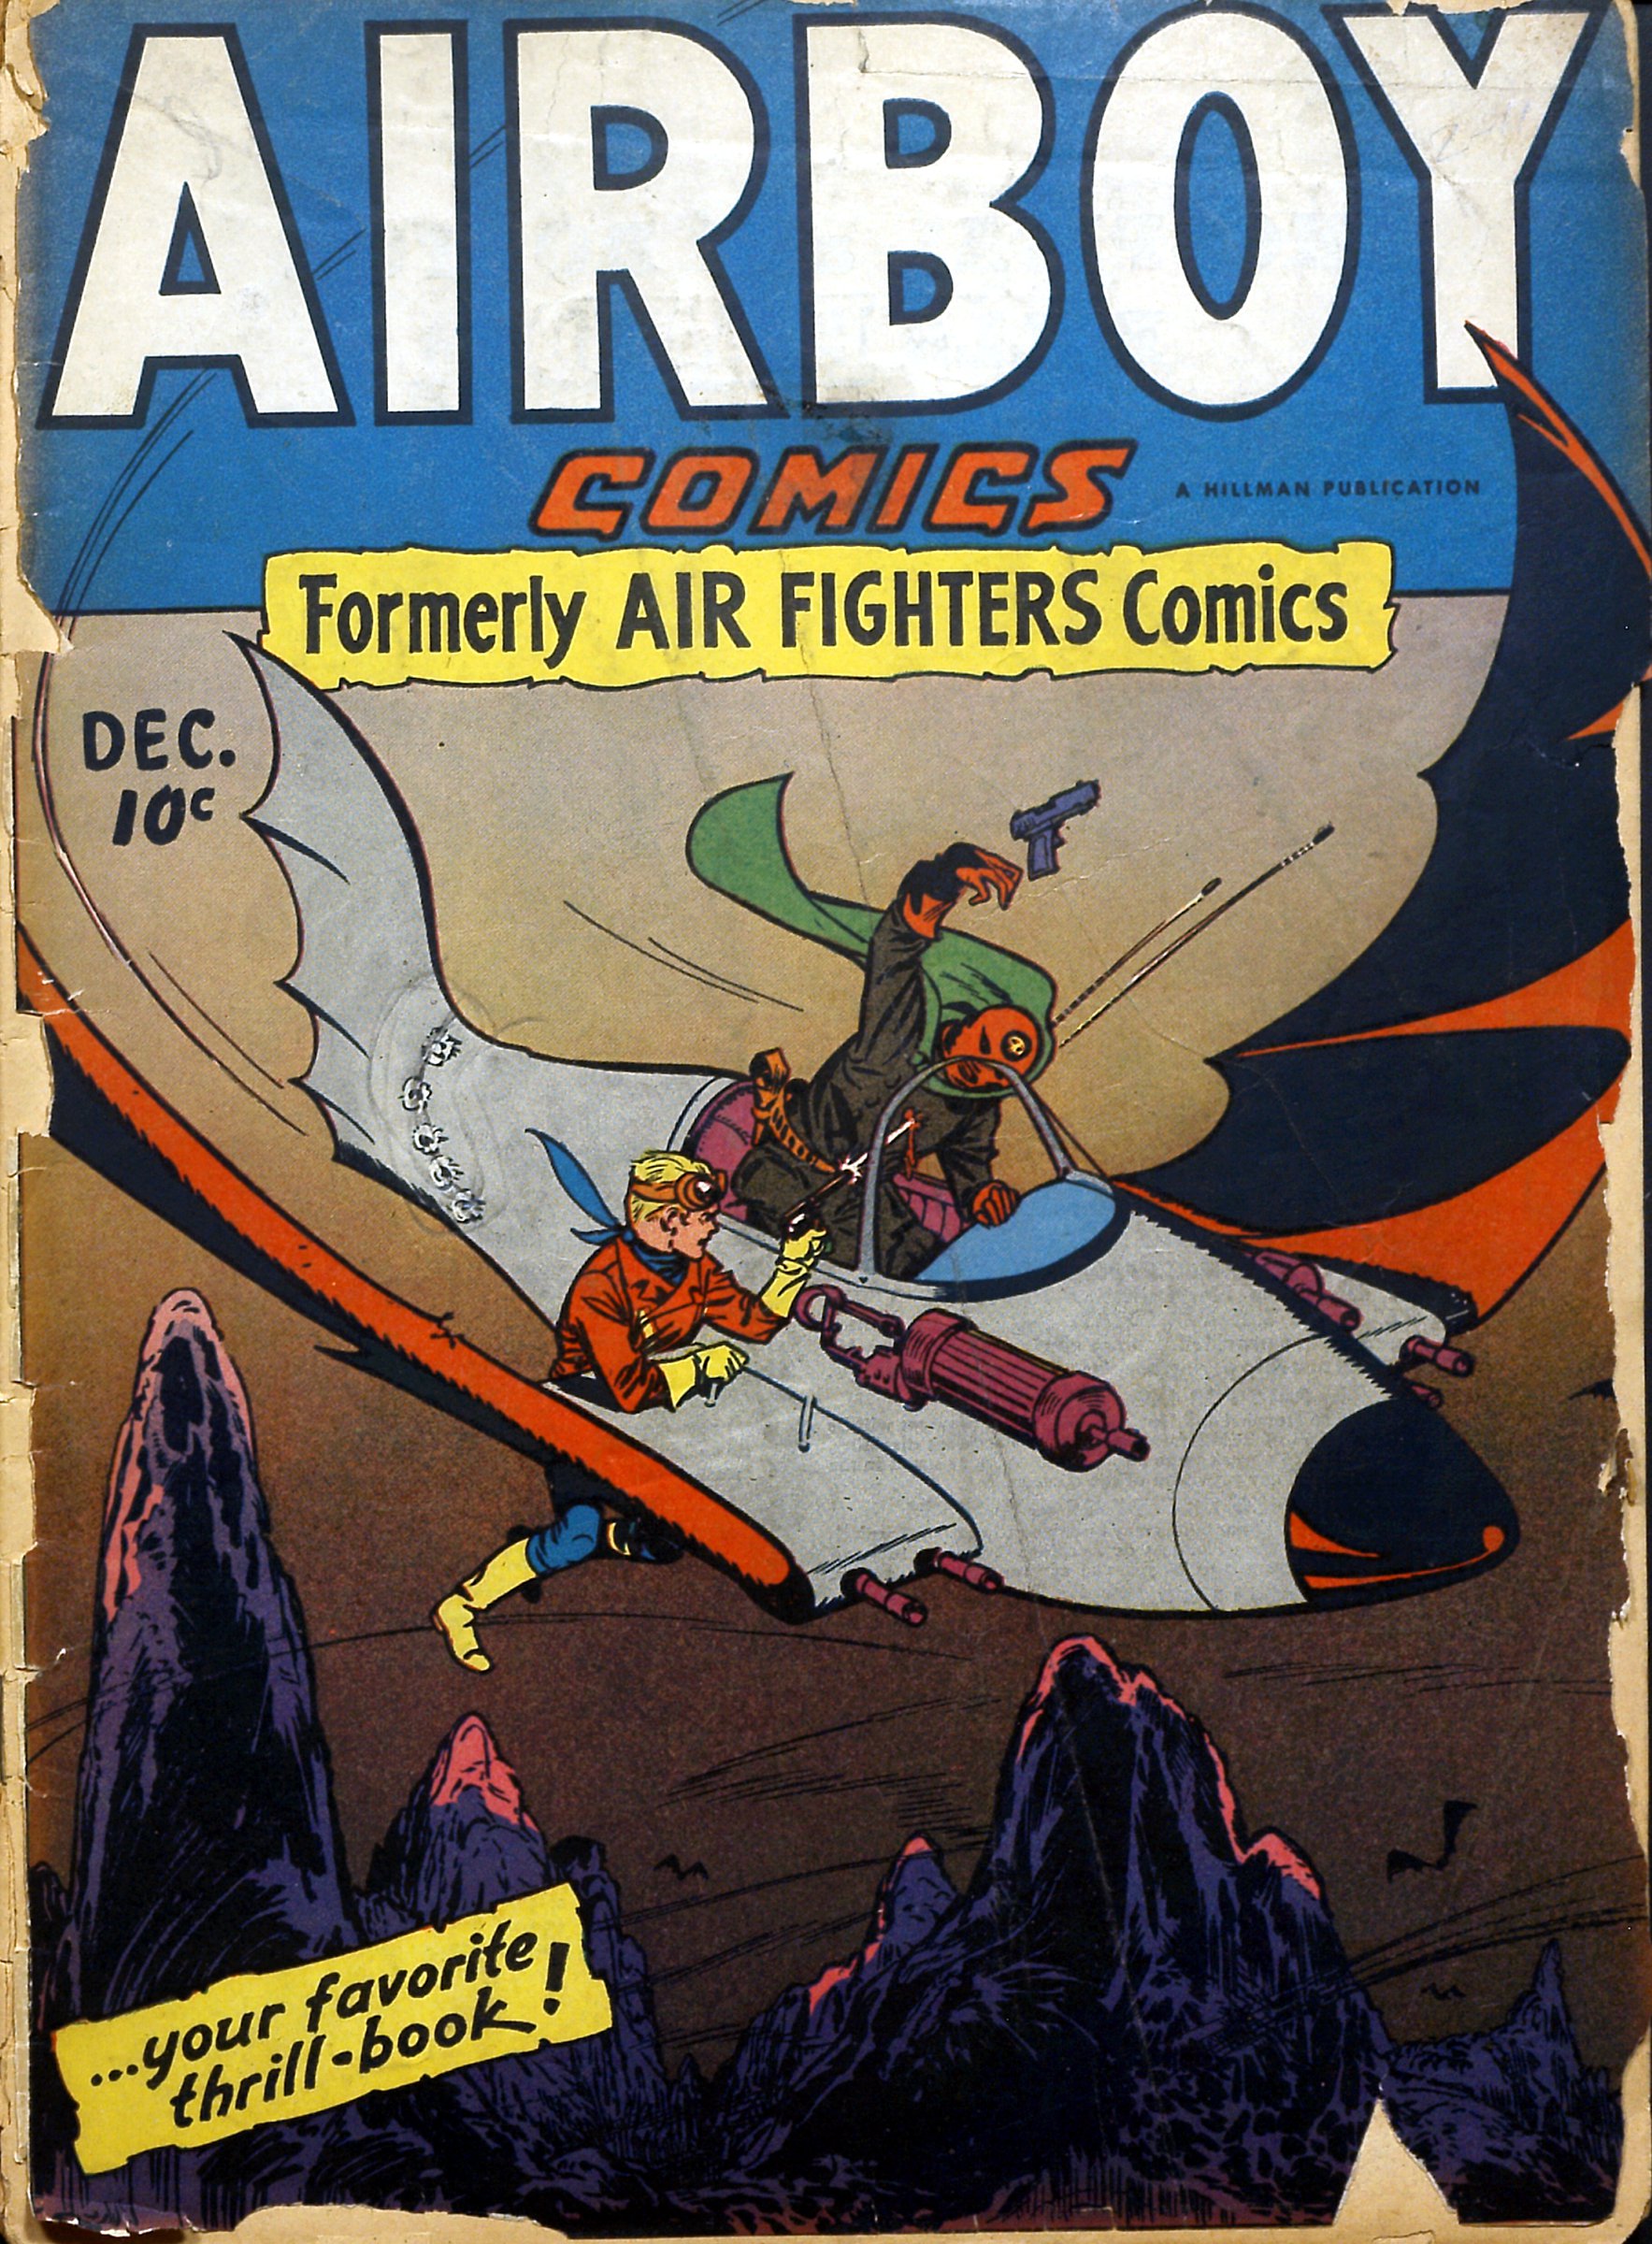 AIRBOY
COMICS
A HILLMAN PUBLICATION
Formerly AIR FIGHTERS Comics
DEC.
10c
...your favorite
thrill-book!